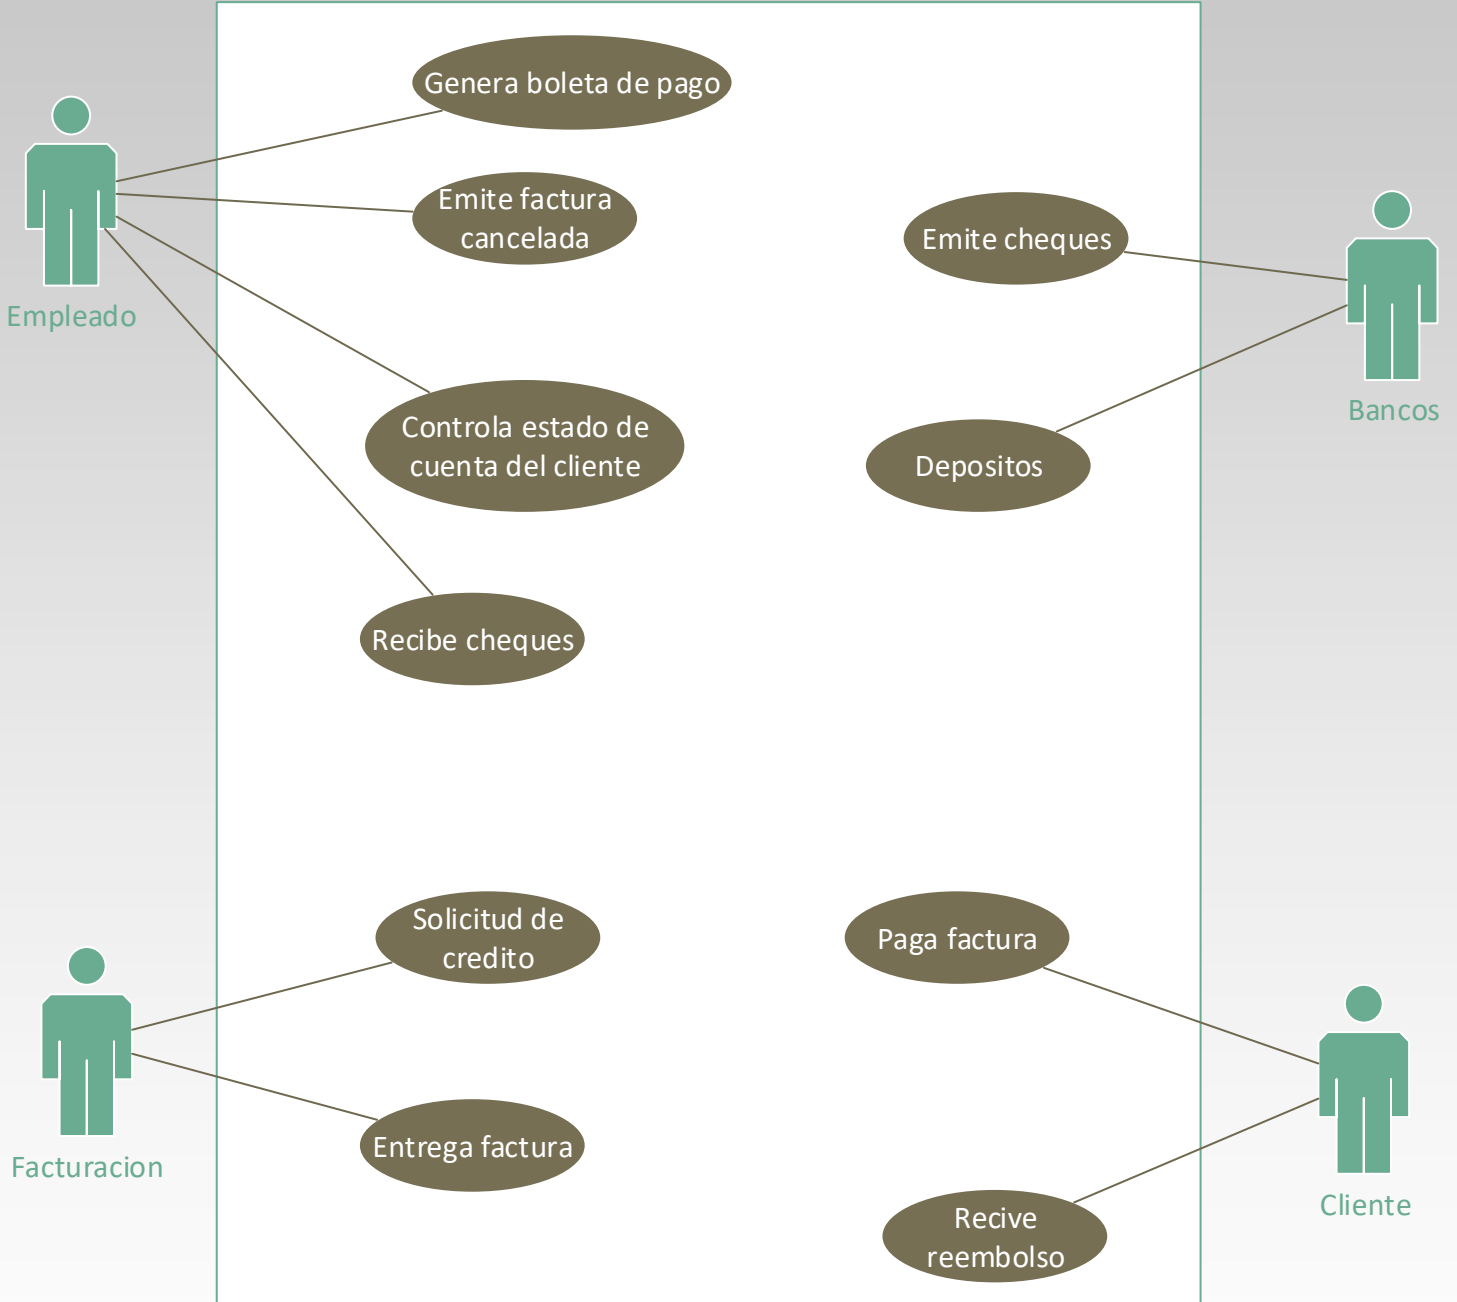 Genera boleta de pago
Emite factura
cancelada
Emite cheques
Empleado
Bancos
Controla estado de
cuenta del cliente
Depositos
Recibe cheques
Solicitud de
credito
Paga factura
Entrega factura
Facturacion
Cliente
Recive
reembolso